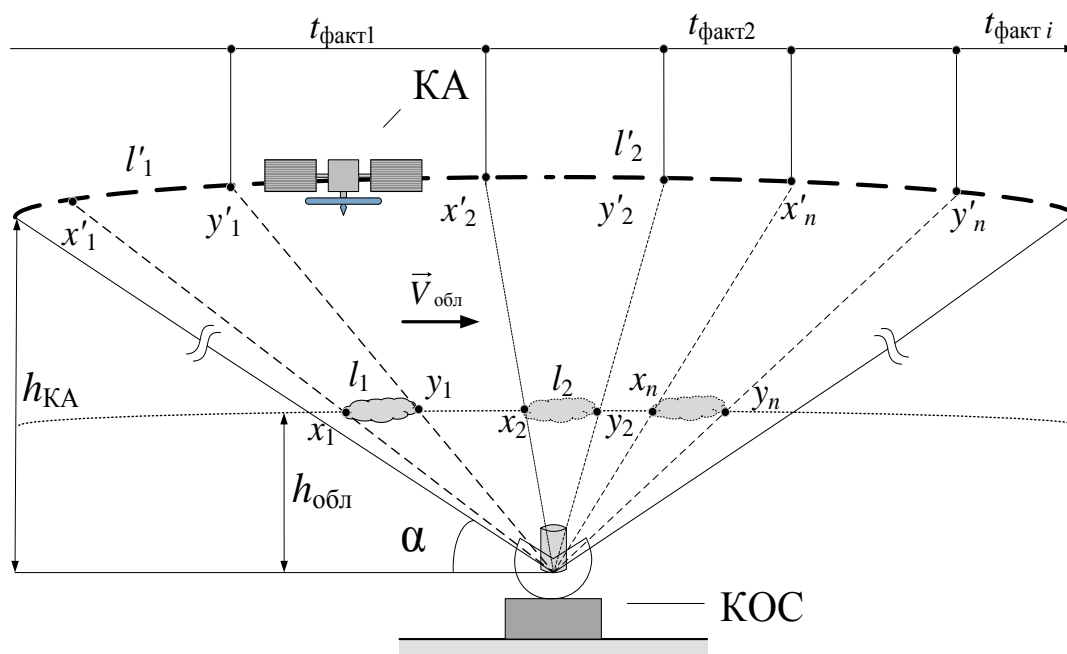 tфакт1 tфакт2 tфакт i
КА
l'1 l'2
x'1 y'1 x'2 y'2 x'n y'n
V⃗обл
hКА
l1 y1 l2 xn yn
x1 x2 y2
hобл
α
КОС